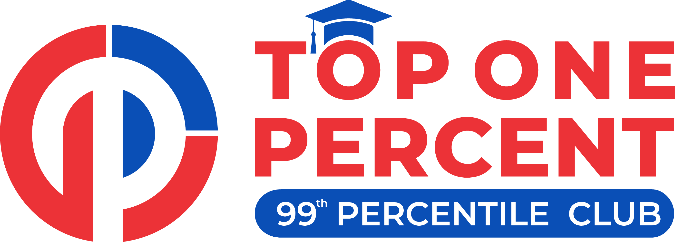 TOP ONE
PERCENT
99th PERCENTILE CLUB